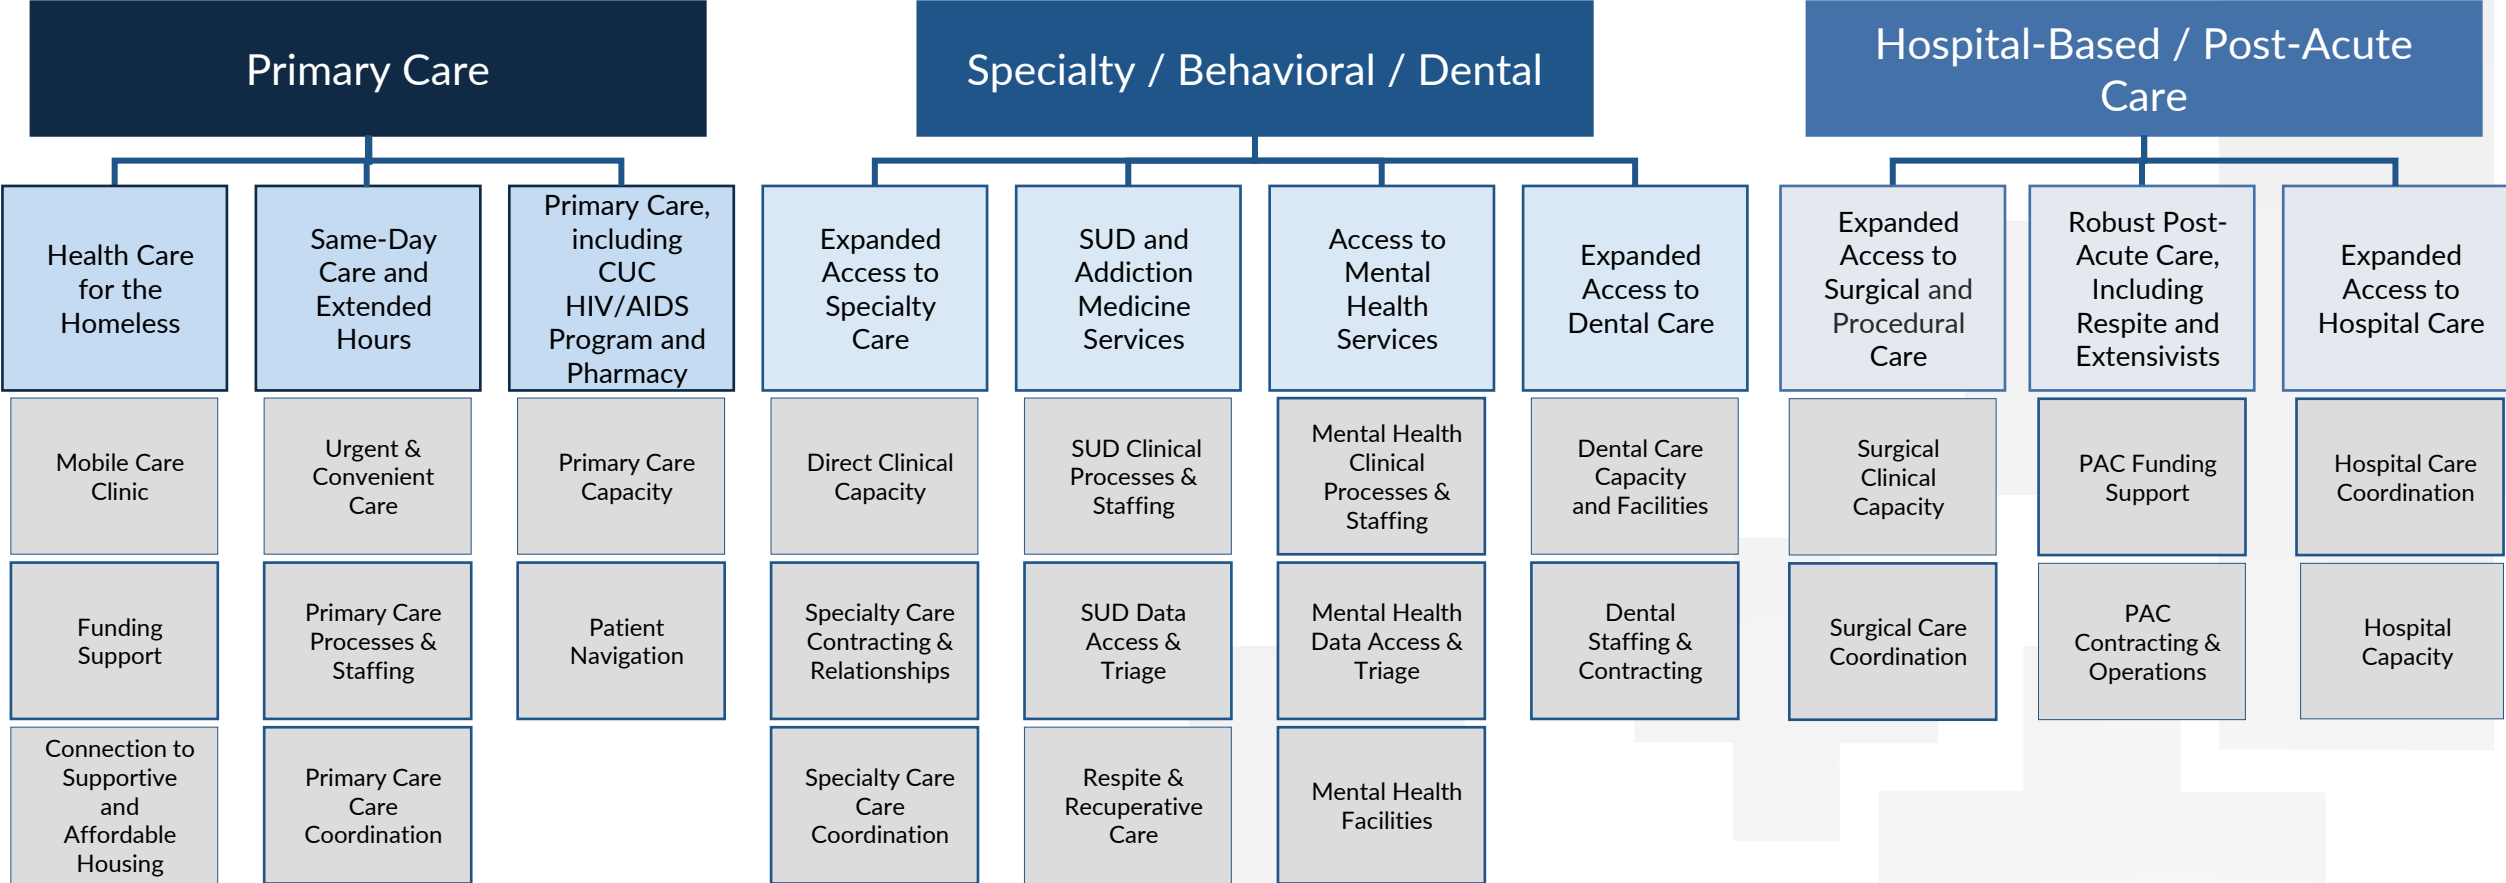 Primary Care
Specialty / Behavioral / Dental
Hospital-Based / Post-Acute
Care
Health Care
for the
Homeless
Same-Day
Care and
Extended
Hours
Primary Care,
including
CUC
HIV/AIDS
Program and
Pharmacy
Expanded
Access to
Specialty
Care
SUD and
Addiction
Medicine
Services
Access to
Mental
Health
Services
Expanded
Access to
Dental Care
Expanded
Access to
Surgical and
Procedural
Care
Robust Post-
Acute Care,
Including
Respite and
Extensivists
Expanded
Access to
Hospital Care
Mobile Care
Clinic
Urgent &
Convenient
Care
Primary Care
Capacity
Direct Clinical
Capacity
SUD Clinical
Processes &
Staffing
Mental Health
Clinical
Processes &
Staffing
Dental Care
Capacity
and Facilities
Surgical
Clinical
Capacity
PAC Funding
Support
Hospital Care
Coordination
Funding
Support
Primary Care
Processes &
Staffing
Patient
Navigation
Specialty Care
Contracting &
Relationships
SUD Data
Access &
Triage
Mental Health
Data Access &
Triage
Dental
Staffing &
Contracting
Surgical Care
Coordination
PAC
Contracting &
Operations
Hospital
Capacity
Connection to
Supportive
and
Affordable
Housing
Primary Care
Care
Coordination
Specialty Care
Care
Coordination
Respite &
Recuperative
Care
Mental Health
Facilities